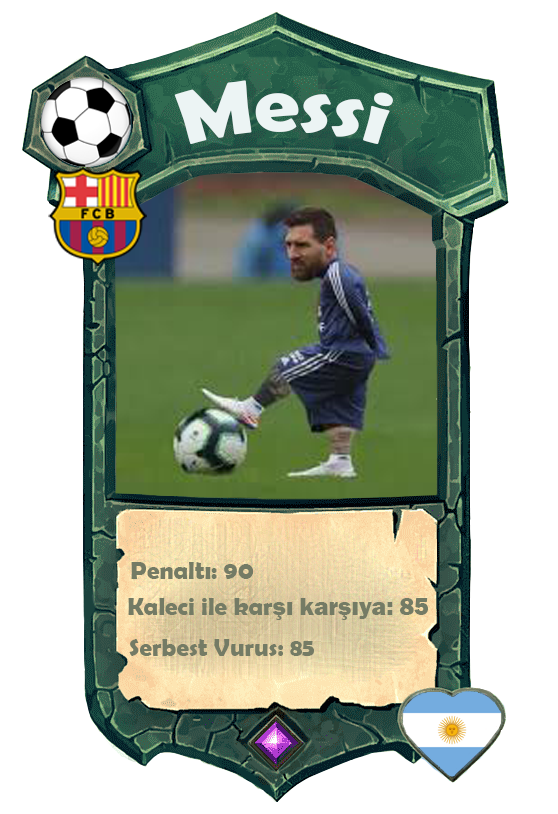 Messi
FCB
Penaltı: 90
Kaleci ile karşı karşıya: 85
Serbest Vurus: 85